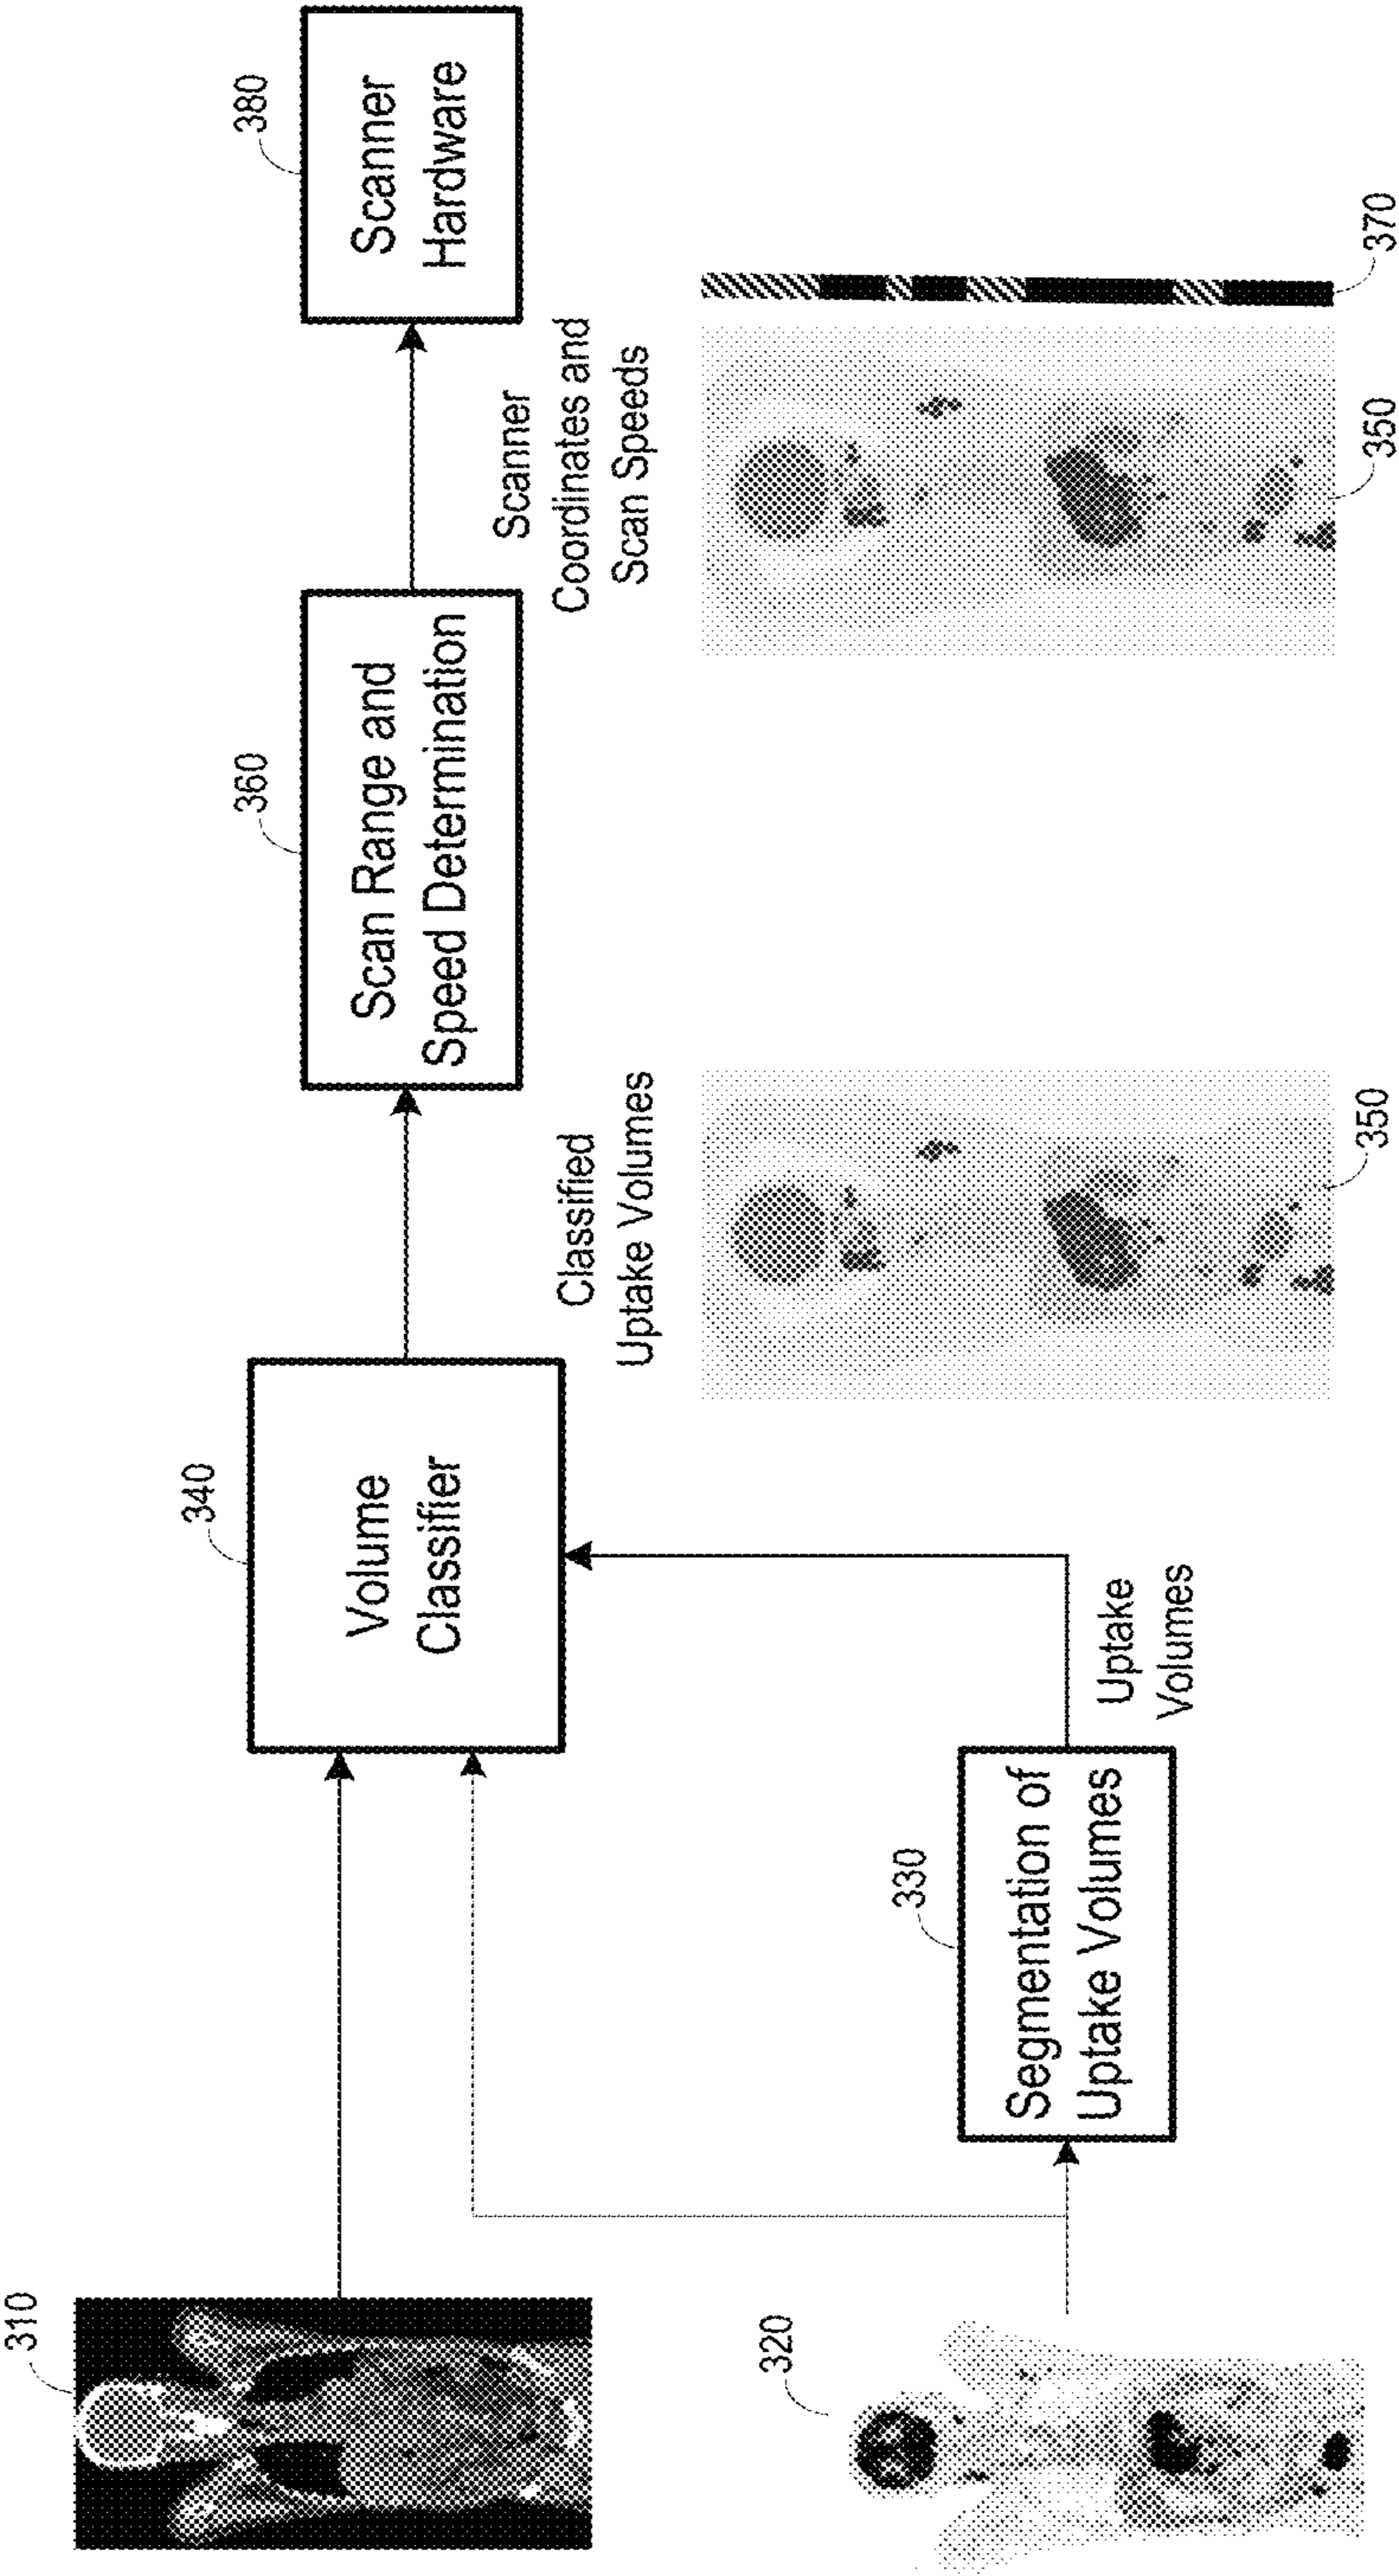 310
320
330
Segmentation of
Uptake Volumes
Uptake
Volumes
340
Volume
Classifier
Classified
Uptake Volumes
350
360
Scan Range and
Speed Determination
Scanner
Coordinates and
Scan Speeds
350
370
380
Scanner
Hardware